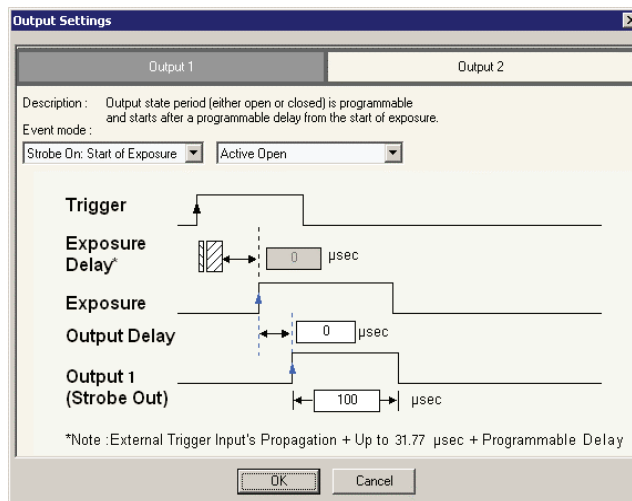 Output Settings
Output 1
Output 2
Description : Output state period (either open or closed) is programmable
and starts after a programmable delay from the start of exposure.
Event mode :
Strobe On: Start of Exposure
Active Open
Trigger
Exposure
Delay*
0 µsec
Exposure
Output Delay
0 µsec
Output 1
(Strobe Out)
100 µsec
*Note :External Trigger Input's Propagation + Up to 31.77 µsec + Programmable Delay
OK
Cancel